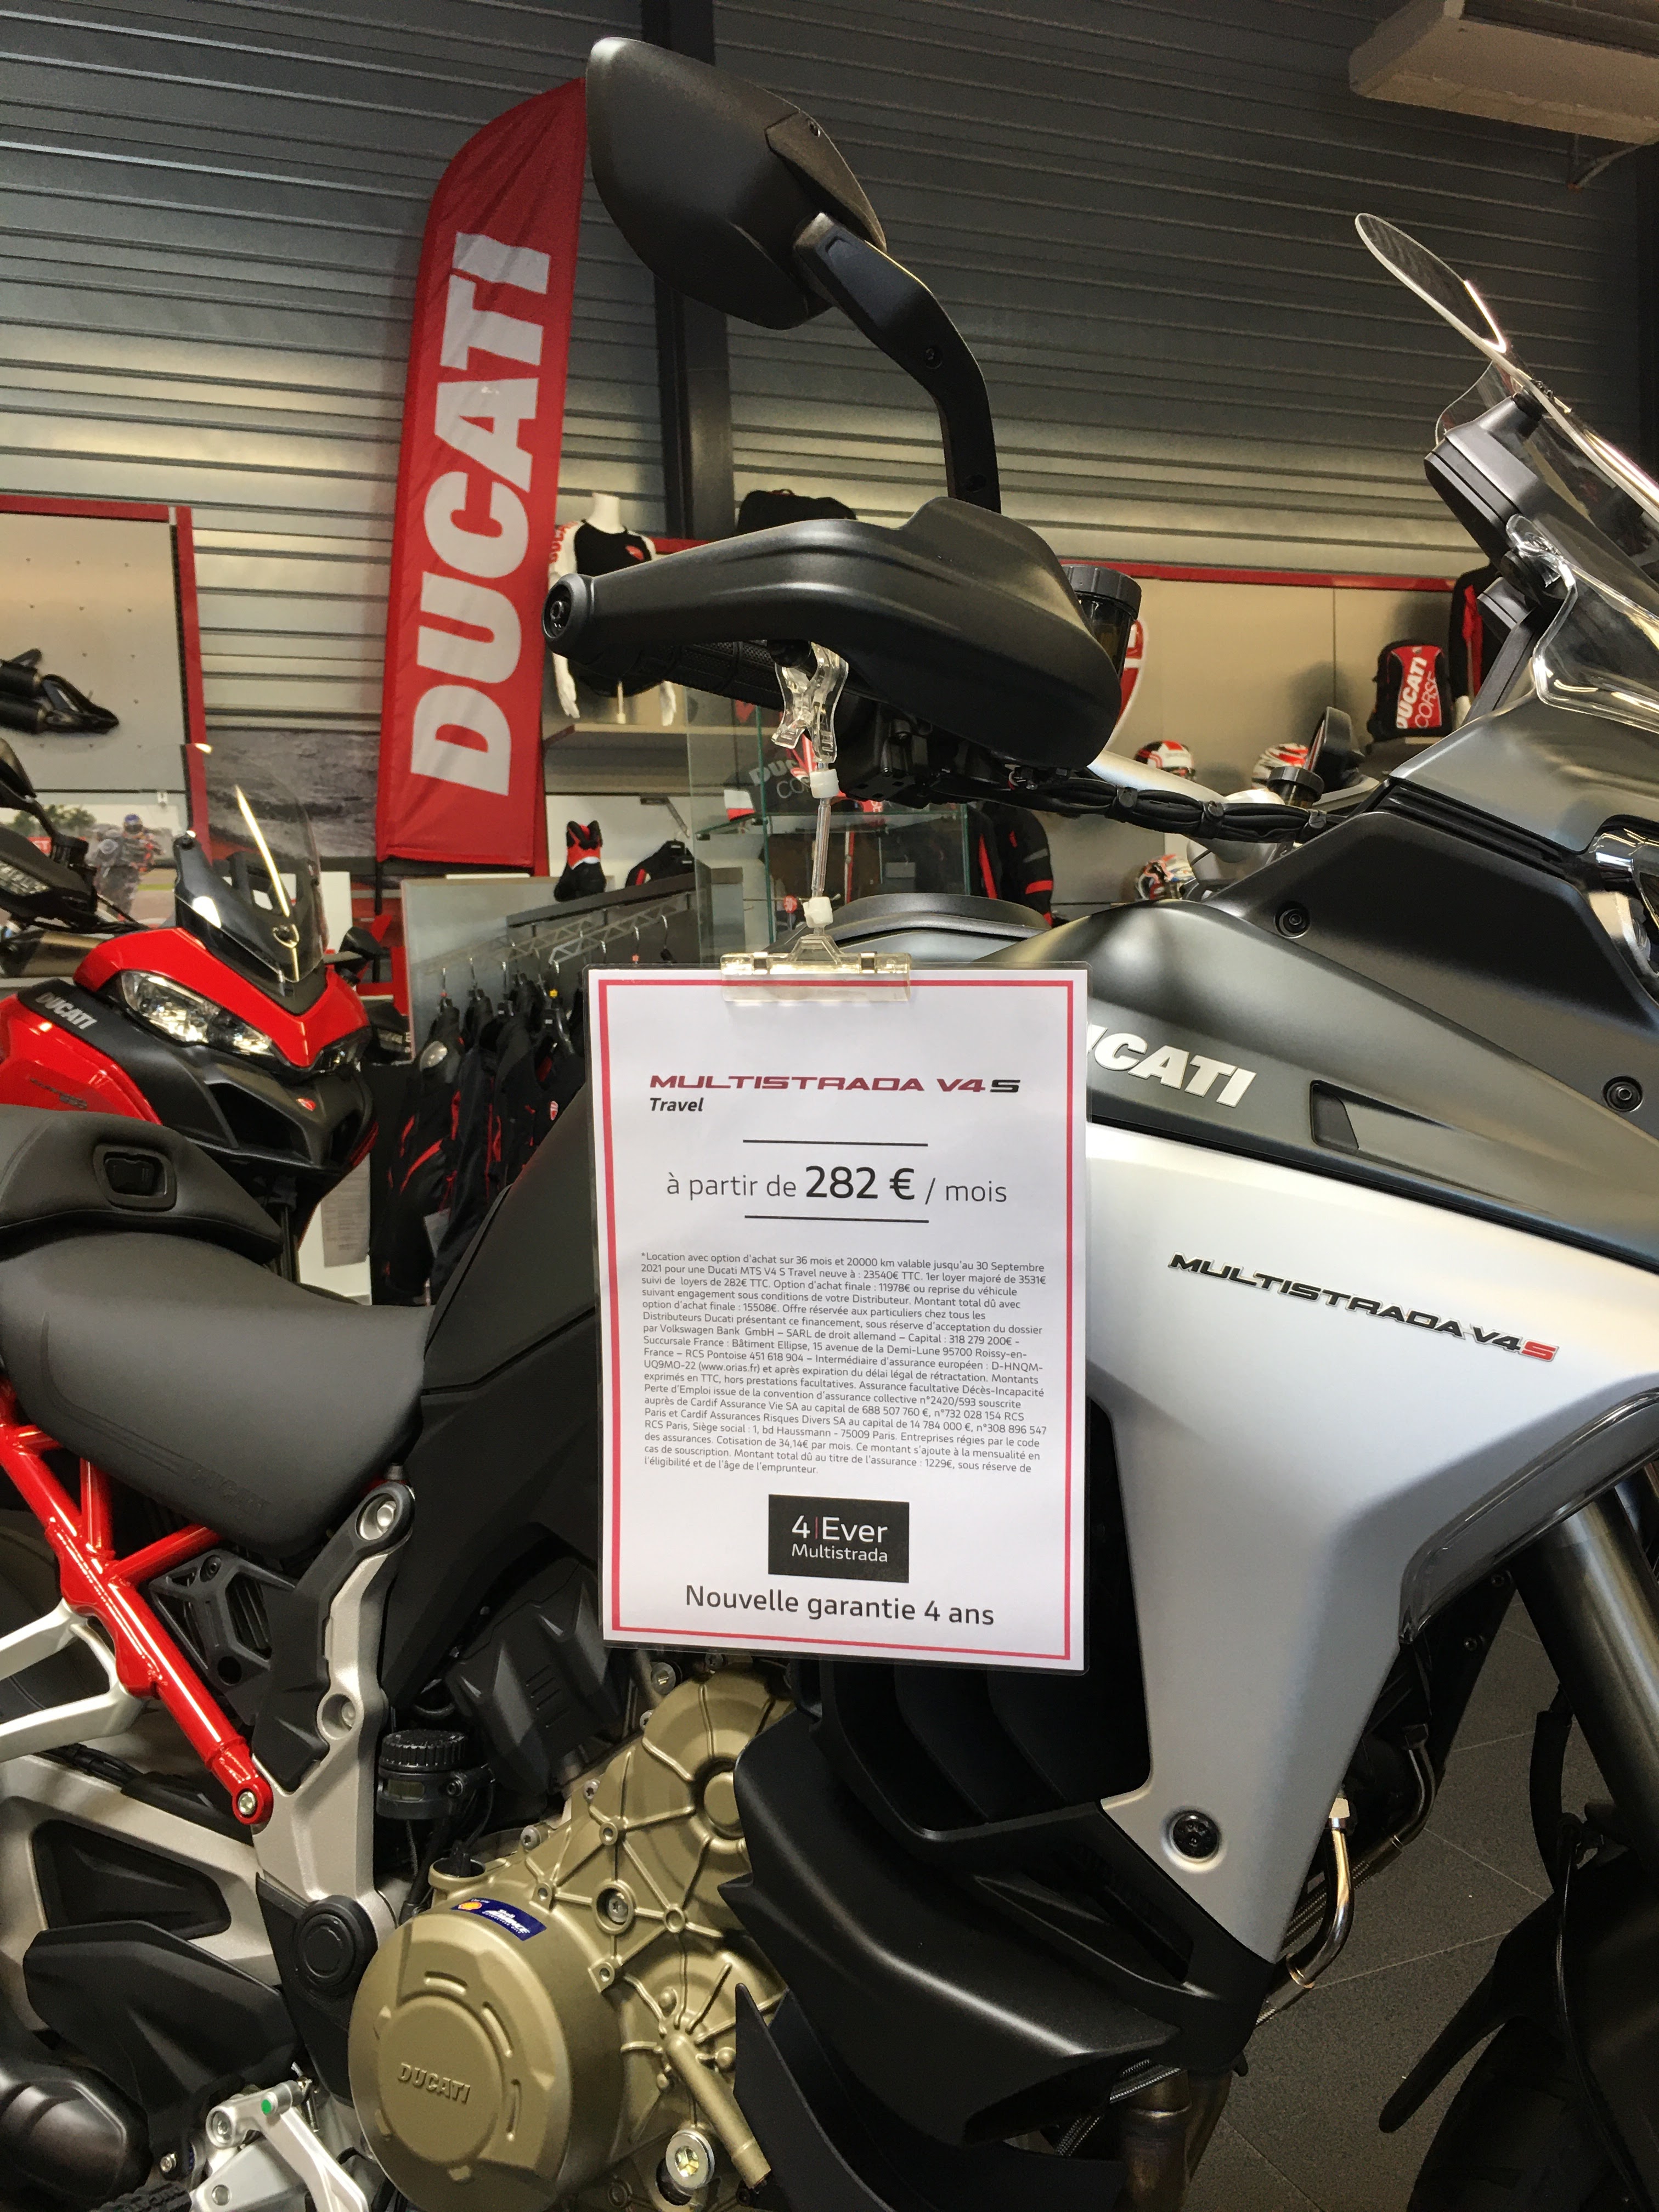 DUCATI
DUCATI
CORSE
DUCATI
UCATI
MULTISTRADA V4S
MULTISTRADA V4 S
Travel
à partir de 282 € / mois
*Location avec option d'achat sur 36 mois et 20000 km valable jusqu'au 30 Septembre
2021 pour une Ducati MTS V4 S Travel neuve à : 23540€ TTC. 1er loyer majoré de 3531€
suivi de loyers de 282€ TTC. Option d'achat finale : 11978€ ou reprise du véhicule
suivant engagement sous conditions de votre Distributeur. Montant total dû avec
option d'achat finale : 15508€. Offre réservée aux particuliers chez tous les
Distributeurs Ducati présentant ce financement, sous réserve d'acceptation du dossier
par Volkswagen Bank GmbH – SARL de droit allemand – Capital : 318 279 200€ -
Succursale France : Bâtiment Ellipse, 15 avenue de la Demi-Lune 95700 Roissy-en-
France – RCS Pontoise 451 618 904 – Intermédiaire d'assurance européen : D-HNQM-
UQ9MO-22 (www.orias.fr) et après expiration du délai légal de rétractation. Montants
exprimés en TTC, hors prestations facultatives. Assurance facultative Décès-Incapacité
Perte d'Emploi issue de la convention d'assurance collective n°2420/593 souscrite
auprès de Cardif Assurance Vie SA au capital de 688 507 760 €, n°732 028 154 RCS
Paris et Cardif Assurances Risques Divers SA au capital de 14 784 000 €, n°308 896 547
RCS Paris, Siège social : 1, bd Haussmann - 75009 Paris. Entreprises régies par le code
des assurances. Cotisation de 34,14€ par mois. Ce montant s'ajoute à la mensualité en
cas de souscription. Montant total dû au titre de l'assurance : 1229€, sous réserve de
l'éligibilité et de l'âge de l'emprunteur.
4|Ever
Multistrada
Nouvelle garantie 4 ans
DUCATI